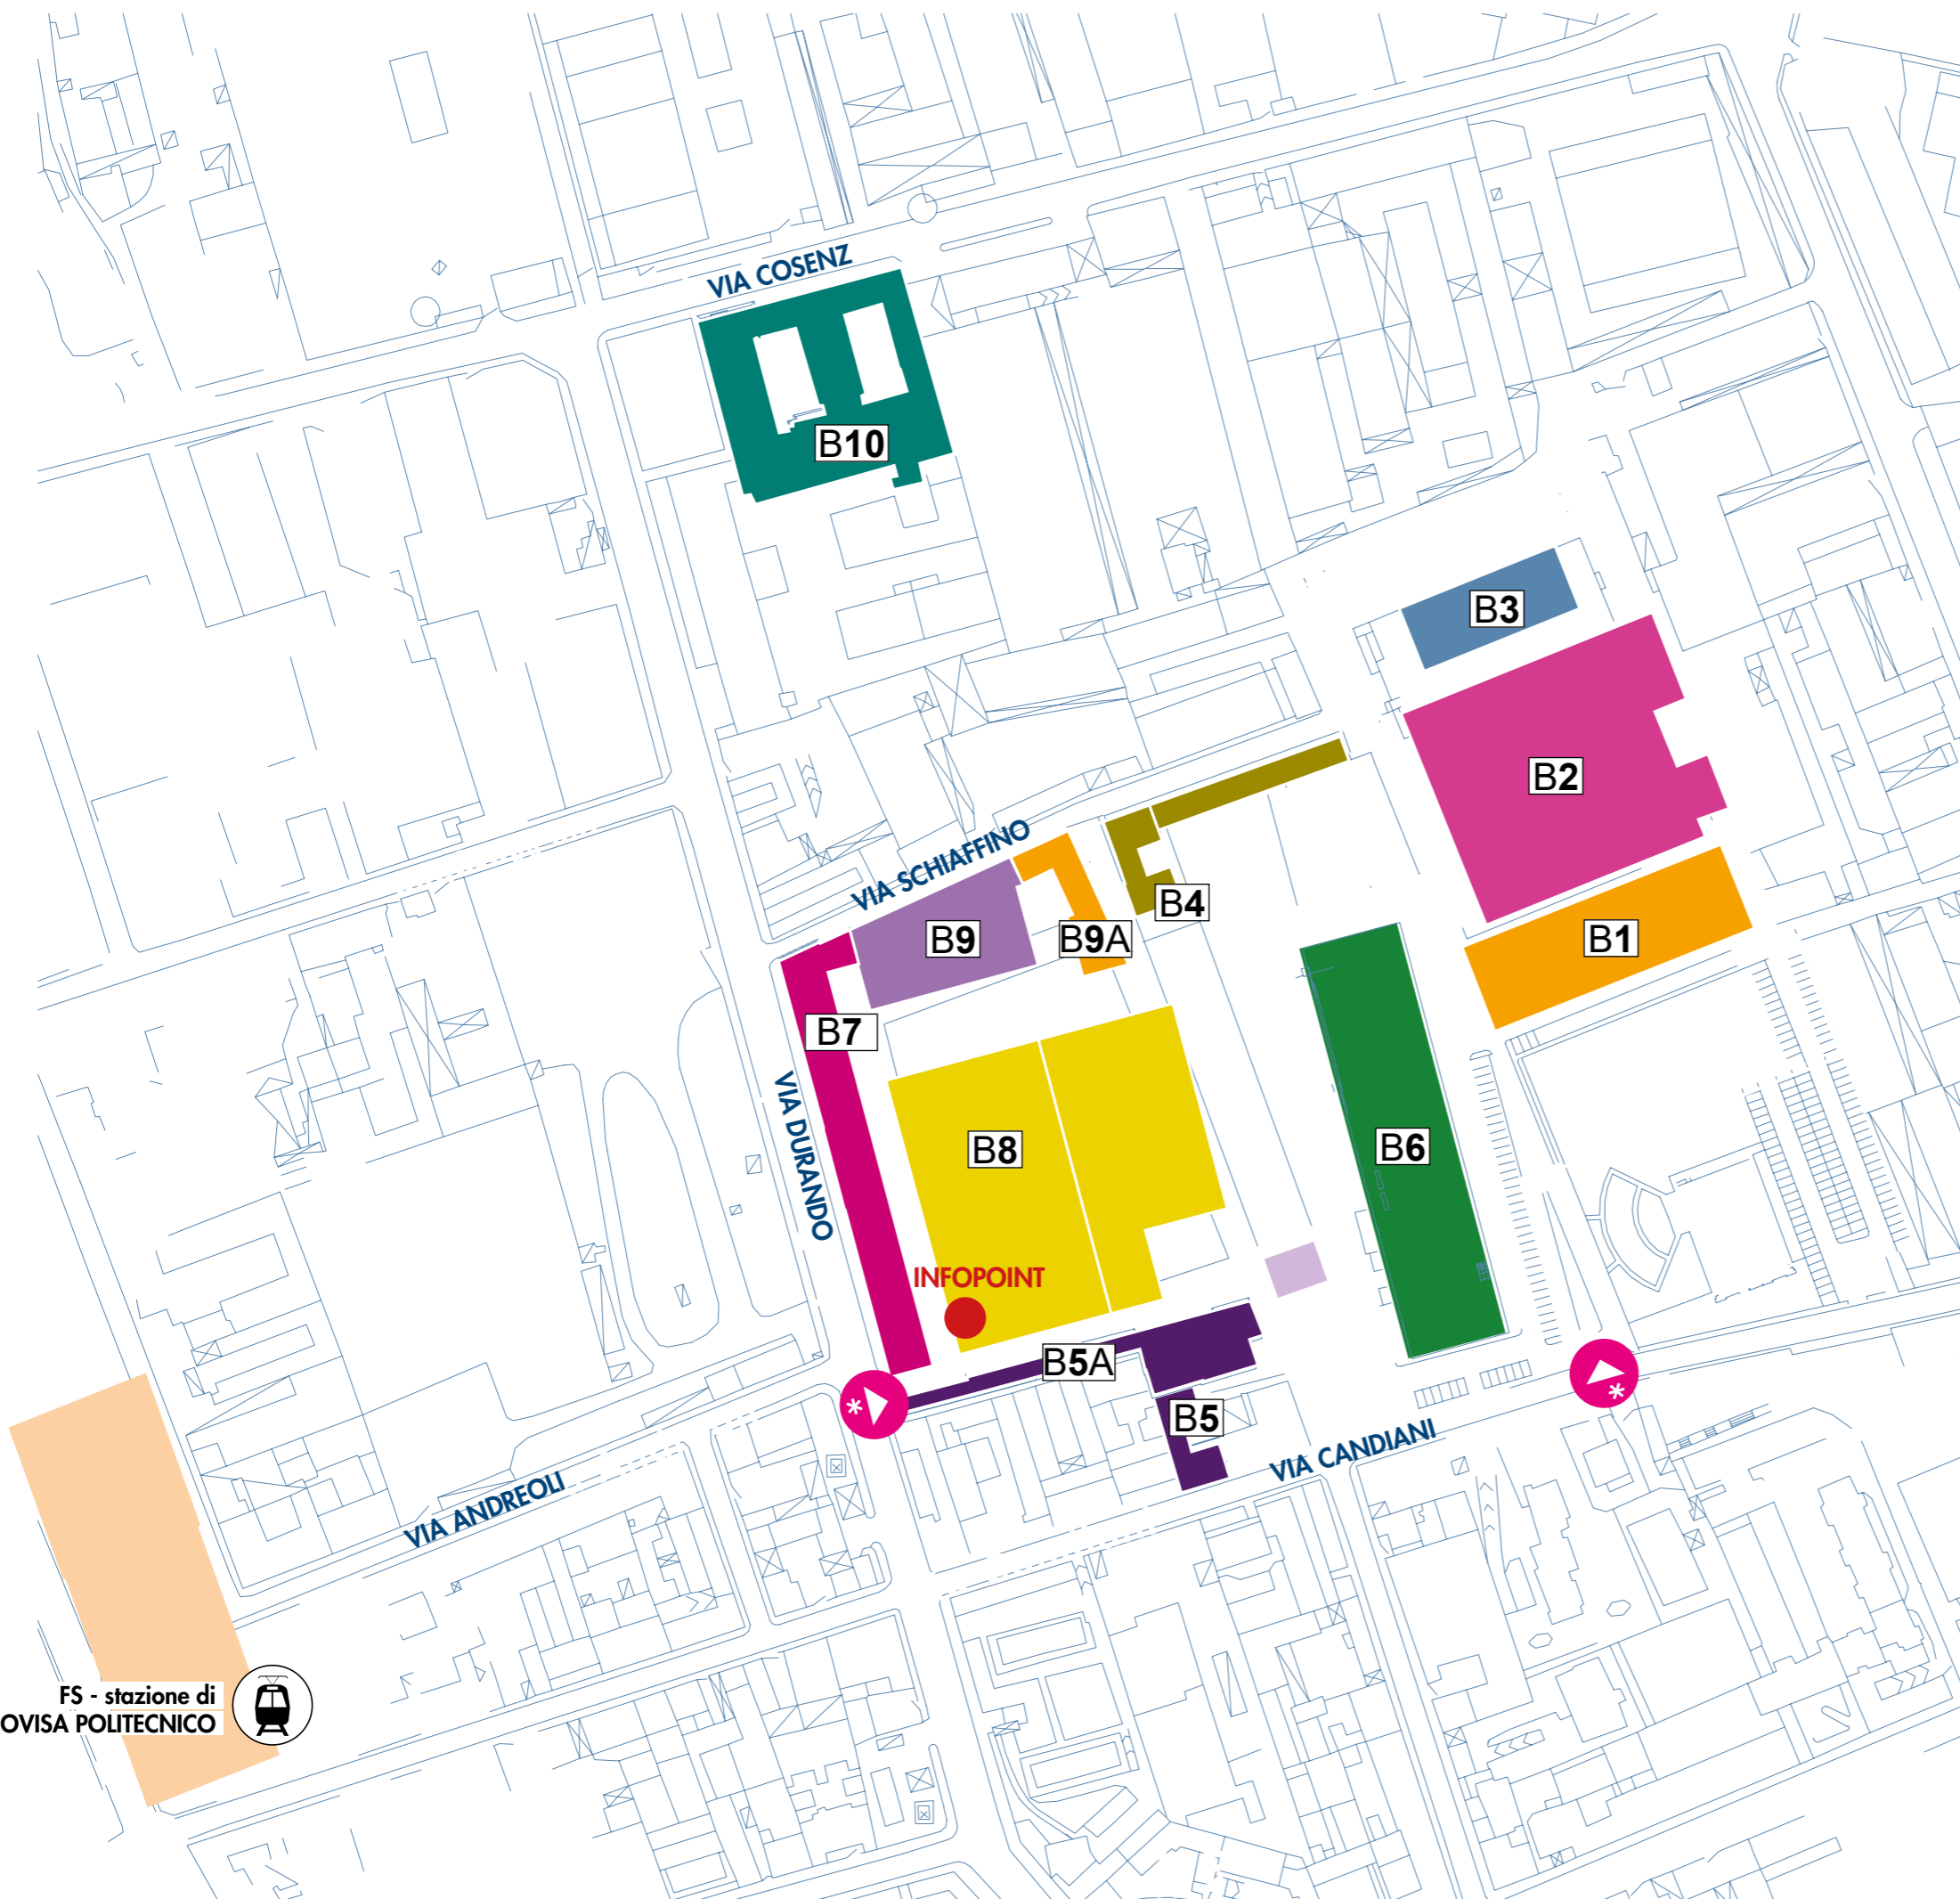 VIA COSENZ
B10
B3
B2
VIA SCHIAFFINO
B4
B9
B9A
B1
B7
VIA DURANDO
B8
B6
INFOPOINT
B5A
B5
*
*
VIA CANDIANI
VIA ANDREOLI
FS - stazione di
OVISA POLITECNICO